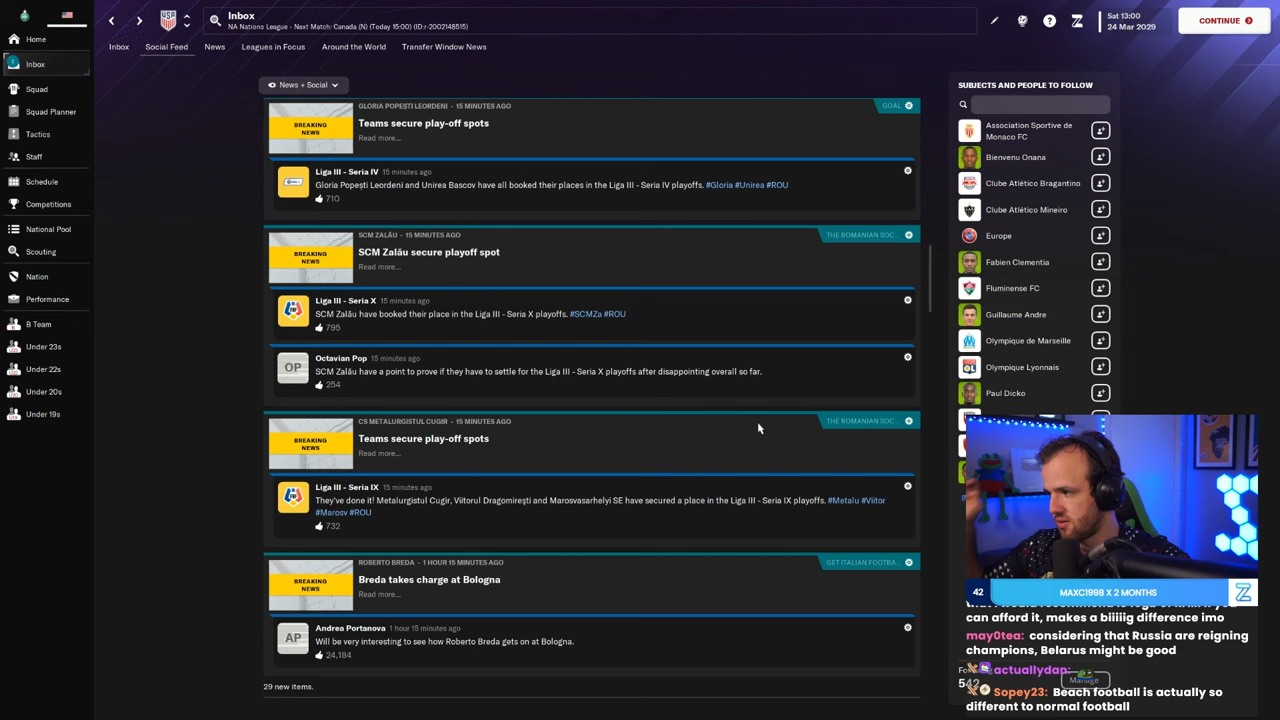 Inbox
NA Nations League - Next Match: Canada (N) (Today 15:00) (ID:r-2002148515)
Sat 13:00
24 Mar 2029
CONTINUE
Home
Inbox
Squad
Squad Planner
Tactics
Staff
Schedule
Competitions
National Pool
Scouting
Nation
Performance
B Team
Under 23s
Under 22s
Under 20s
Under 19s
Inbox Social Feed News Leagues in Focus Around the World Transfer Window News
News + Social
GLORIA POPEȘTI LEORDENI - 15 MINUTES AGO
GOAL
BREAKING
NEWS
Teams secure play-off spots
Read more...
Liga III - Seria IV 15 minutes ago
Gloria Popești Leordeni and Unirea Bascov have all booked their places in the Liga III - Seria IV playoffs. #Gloria #Unirea #ROU
710
SCM ZALĂU - 15 MINUTES AGO
THE ROMANIAN SOC...
BREAKING
NEWS
SCM Zalău secure playoff spot
Read more...
Liga III - Seria X 15 minutes ago
SCM Zalău have booked their place in the Liga III - Seria X playoffs. #SCMZa #ROU
795
OP
Octavian Pop 15 minutes ago
SCM Zalău have a point to prove if they have to settle for the Liga III - Seria X playoffs after disappointing overall so far.
254
CS METALURGISTUL CUGIR - 15 MINUTES AGO
THE ROMANIAN SOC...
BREAKING
NEWS
Teams secure play-off spots
Read more...
Liga III - Seria IX 15 minutes ago
They've done it! Metalurgistul Cugir, Viitorul Dragomirești and Marosvasarhelyi SE have secured a place in the Liga III - Seria IX playoffs. #Metalu #Viitor
#Marosv #ROU
732
ROBERTO BREDA - 1 HOUR 15 MINUTES AGO
GET ITALIAN FOOTBA...
BREAKING
NEWS
Breda takes charge at Bologna
Read more...
AP
Andrea Portanova 1 hour 15 minutes ago
Will be very interesting to see how Roberto Breda gets on at Bologna.
24,184
29 new items.
SUBJECTS AND PEOPLE TO FOLLOW
Association Sportive de
Monaco FC
Bienvenu Onana
Clube Atlético Bragantino
Clube Atlético Mineiro
Europe
Fabien Clementia
Fluminense FC
Guillaume Andre
Olympique de Marseille
Olympique Lyonnais
Paul Dicko
42
MAXC1998 X 2 MONTHS
can afford it, makes biiiiig difference imo
may0tea: considering that Russia are reigning
champions, Belarus might be good
actuallydan:
Manage
Sopey23: Beach football is actually so
different to normal football